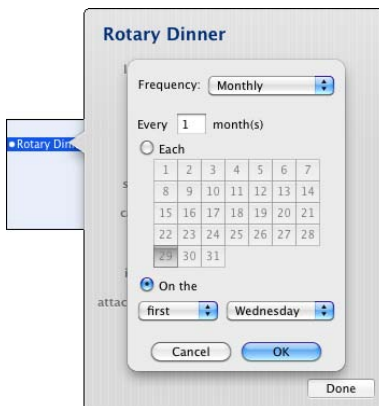 Rotary Dinner
Frequency: Monthly
Every 1 month(s)
Each
1 2 3 4 5 6 7
8 9 10 11 12 13 14
15 16 17 18 19 20 21
22 23 24 25 26 27 28
29 30 31
On the
first Wednesday
Cancel OK
Done
Rotary Dinn
attac